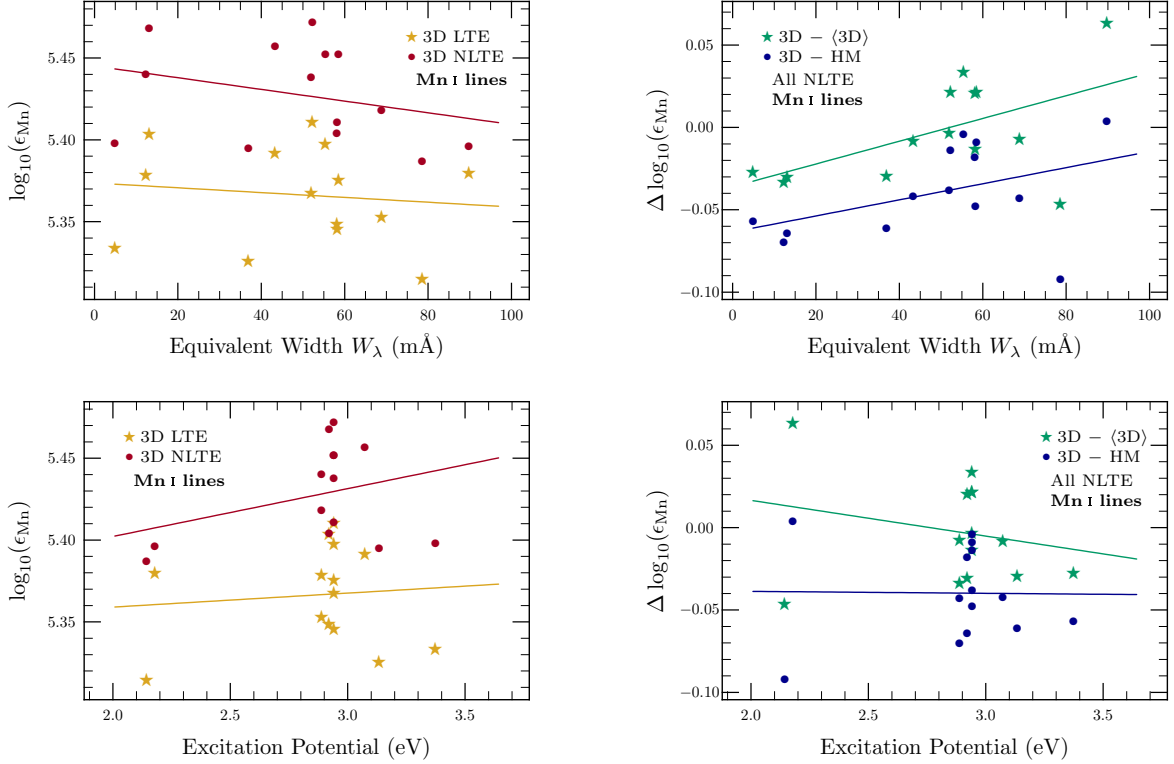 5.45
5.40
5.35
log₁₀(ϵMn)
3D LTE
3D NLTE
Mn I lines
0 20 40 60 80 100
Equivalent Width Wλ (mÅ)
0.05
0.00
−0.05
−0.10
Δ log₁₀(ϵMn)
3D − ⟨3D⟩
3D − HM
All NLTE
Mn I lines
0 20 40 60 80 100
Equivalent Width Wλ (mÅ)
5.45
5.40
5.35
log₁₀(ϵMn)
3D LTE
3D NLTE
Mn I lines
2.0 2.5 3.0 3.5
Excitation Potential (eV)
0.05
0.00
−0.05
−0.10
Δ log₁₀(ϵMn)
3D − ⟨3D⟩
3D − HM
All NLTE
Mn I lines
2.0 2.5 3.0 3.5
Excitation Potential (eV)